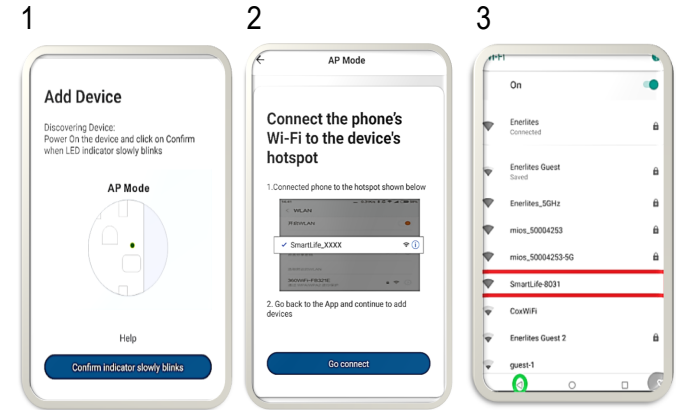 1
Add Device
Discovering Device:
Power On the device and click on Confirm
when LED indicator slowly blinks
AP Mode
Help
Confirm indicator slowly blinks
2
AP Mode
Connect the phone's
Wi-Fi to the device's
hotspot
1.Connected phone to the hotspot shown below
WLAN
SmartLife_XXXX
2. Go back to the App and continue to add
devices
Go connect
3
On
Enerlites
Connected
Enerlites Guest
Saved
Enerlites_5GHz
mios_50004253
mios_50004253-5G
SmartLife-8031
CoxWiFi
Enerlites Guest 2
guest-1